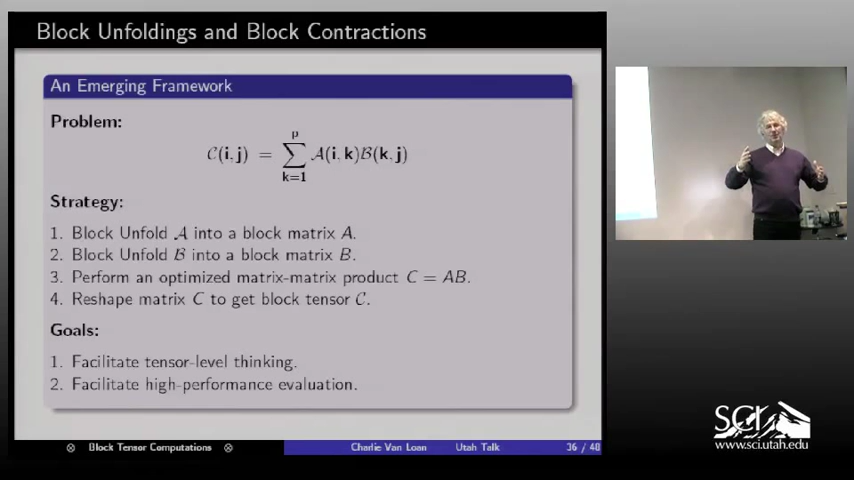 Block Unfoldings and Block Contractions
An Emerging Framework
Problem:
𝒞(i, j) = ∑ₖ₌₁ᵖ 𝒜(i, k)ℬ(k, j)
Strategy:
1. Block Unfold 𝒜 into a block matrix A.
2. Block Unfold ℬ into a block matrix B.
3. Perform an optimized matrix-matrix product C = AB.
4. Reshape matrix C to get block tensor 𝒞.
Goals:
1. Facilitate tensor-level thinking.
2. Facilitate high-performance evaluation.
⊗ Block Tensor Computations ⊗ Charlie Van Loan Utah Talk 36 / 48
SCI
www.sci.utah.edu